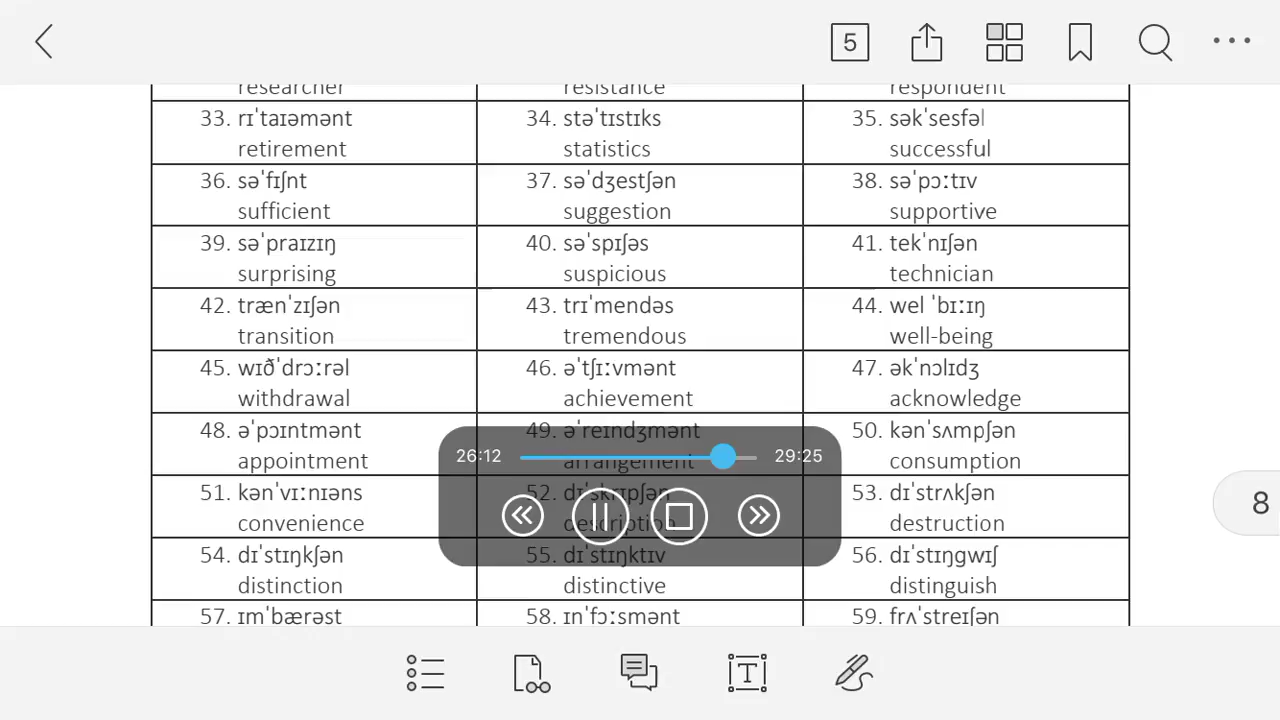 5
researcher resistance respondent
33. rɪˈtaɪəmənt 34. stəˈtɪstɪks 35. səkˈsesfəl
retirement statistics successful
36. səˈfɪʃnt 37. səˈdʒestʃən 38. səˈpɔːtɪv
sufficient suggestion supportive
39. səˈpraɪzɪŋ 40. səˈspɪʃəs 41. tekˈnɪʃən
surprising suspicious technician
42. trænˈzɪʃən 43. trɪˈmendəs 44. wel ˈbɪːɪŋ
transition tremendous well-being
45. wɪðˈdrɔːrəl 46. əˈtʃɪːvmənt 47. əkˈnɔlɪdʒ
withdrawal achievement acknowledge
48. əˈpɔɪntmənt 49. əˈreɪndʒmənt 50. kənˈsʌmpʃən
26:12 29:25
appointment arrangement consumption
51. kənˈvɪːnɪəns 52. dɪˈskrɪpʃən 53. dɪˈstrʌkʃən
8
convenience description destruction
54. dɪˈstɪŋkʃən 55. dɪˈstɪŋktɪv 56. dɪˈstɪŋgwɪʃ
distinction distinctive distinguish
57. ɪmˈbærəst 58. ɪnˈfɔːsmənt 59. frʌˈstreɪʃən
T